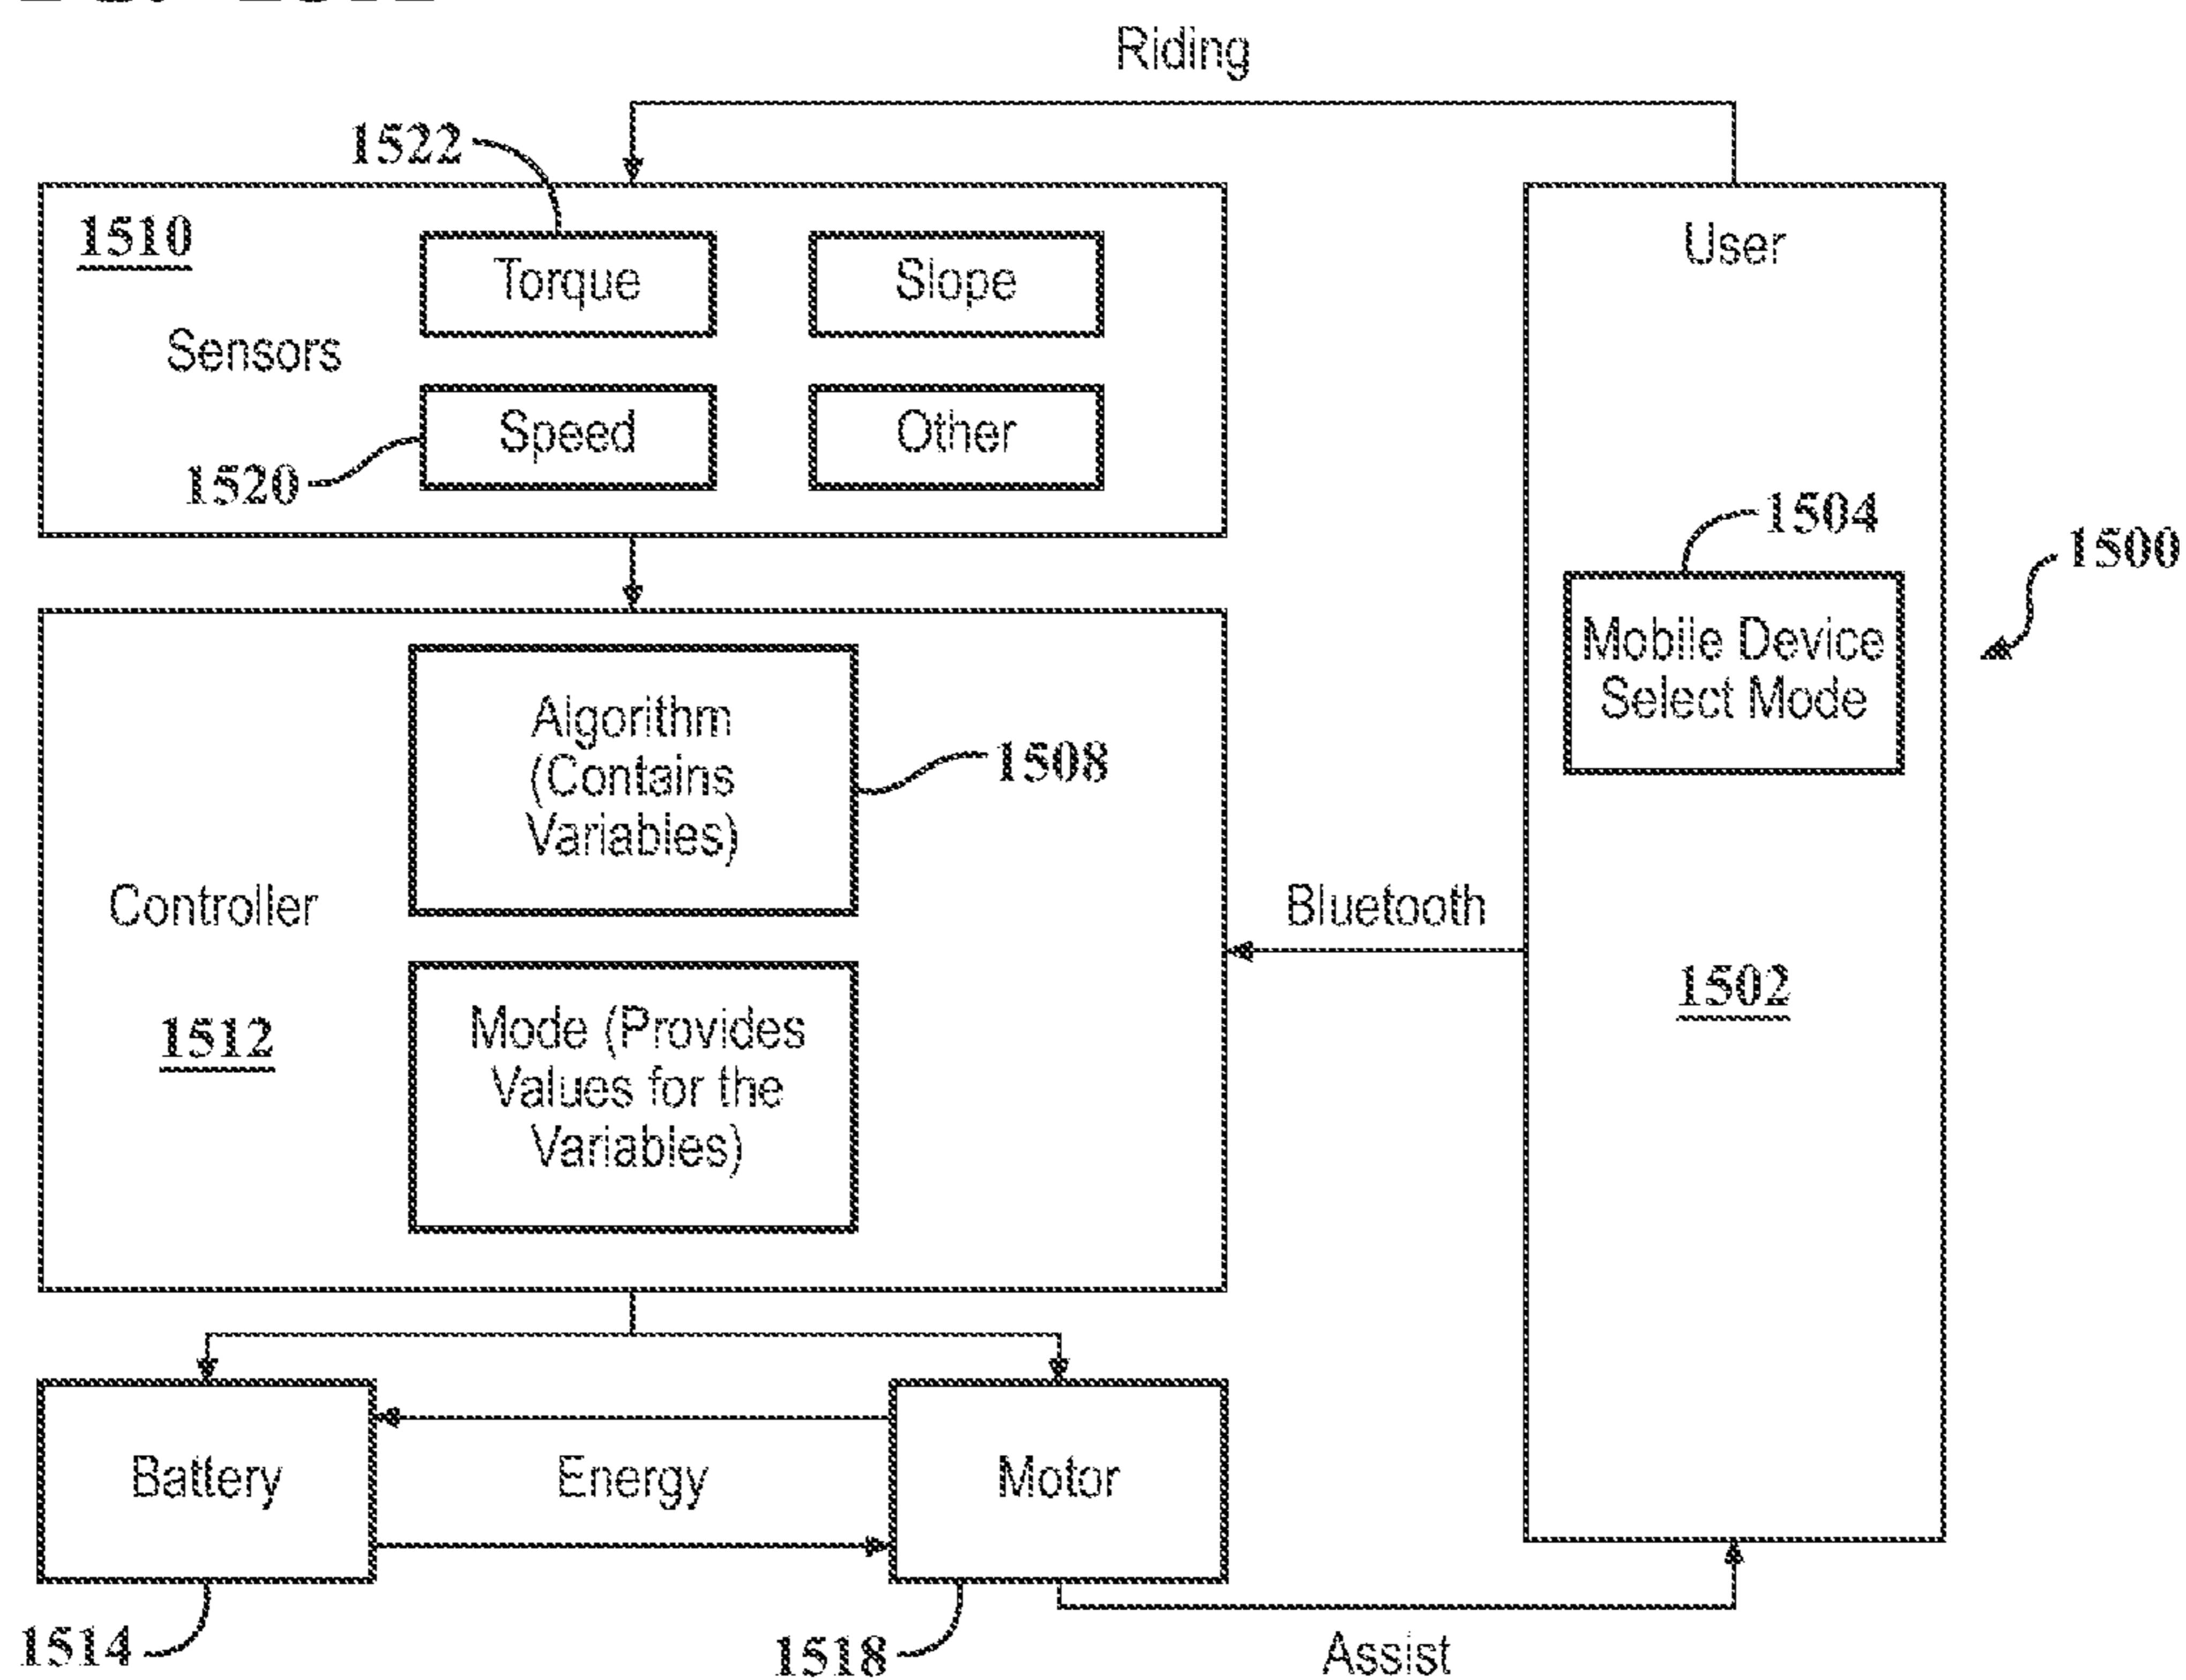 Riding
1522
1510
Torque
Slope
User
Sensors
Speed
Other
1520
1504
1500
Mobile Device
Select Mode
Algorithm
(Contains
Variables)
1508
Controller
Bluetooth
1502
1512
Mode (Provides
Values for the
Variables)
Battery
Energy
Motor
1514
1518
Assist